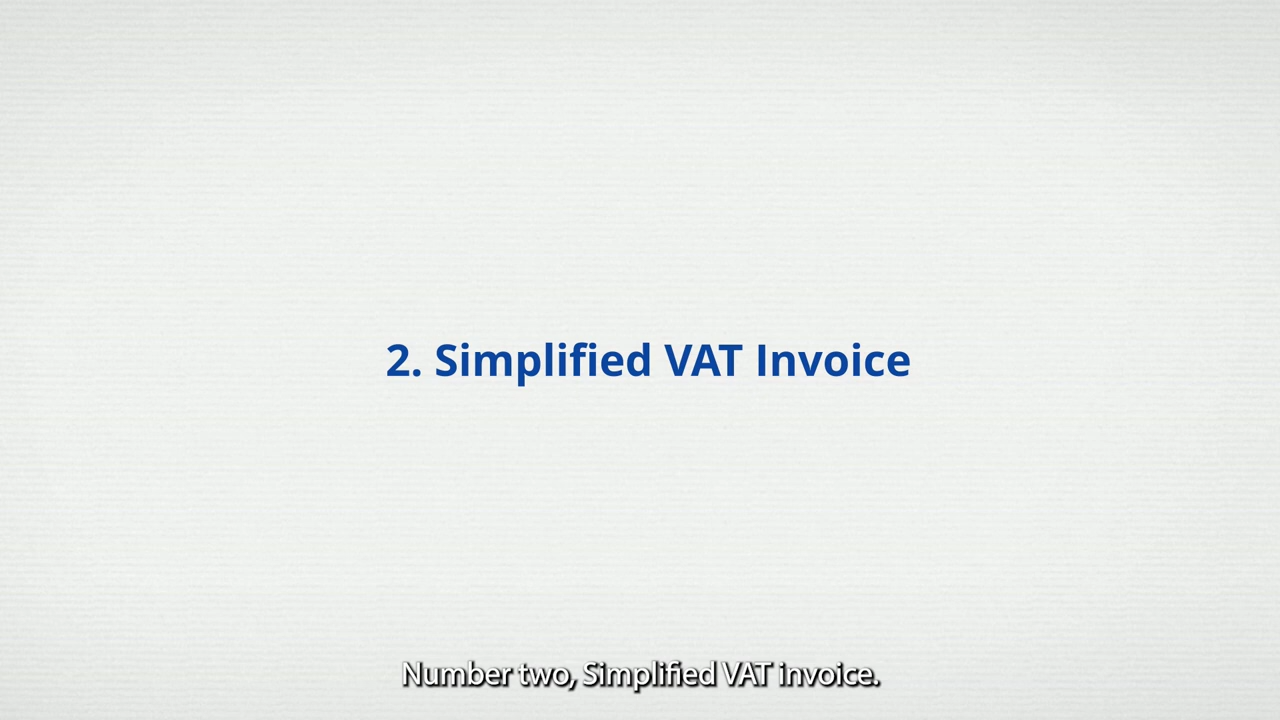 2. Simplified VAT Invoice
Number two, Simplified VAT invoice.